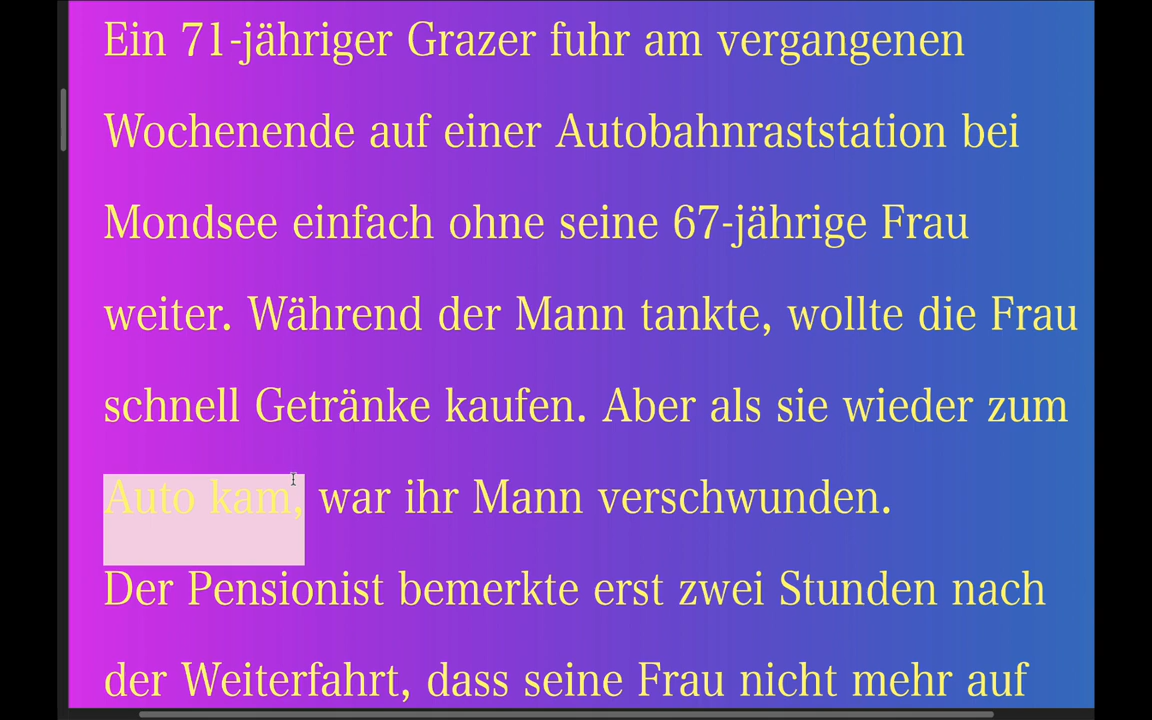 Ein 71-jähriger Grazer fuhr am vergangenen
Wochenende auf einer Autobahnraststation bei
Mondsee einfach ohne seine 67-jährige Frau
weiter. Während der Mann tankte, wollte die Frau
schnell Getränke kaufen. Aber als sie wieder zum
Auto kam, war ihr Mann verschwunden.
Der Pensionist bemerkte erst zwei Stunden nach
der Weiterfahrt, dass seine Frau nicht mehr auf